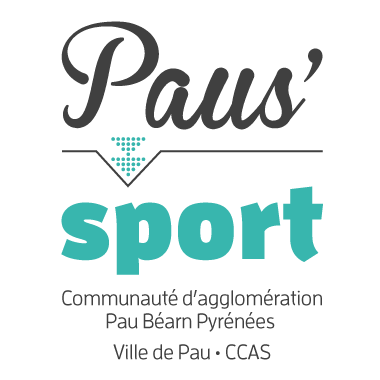 Paus'
sport
Communauté d'agglomération
Pau Béarn Pyrénées
Ville de Pau • CCAS